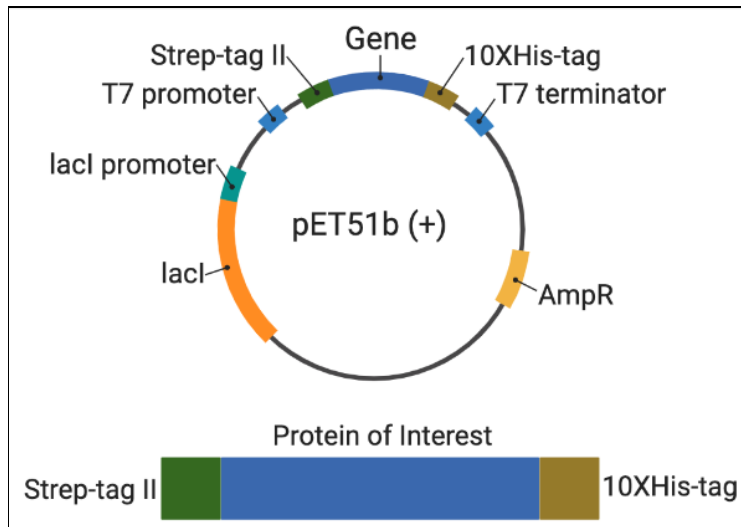 Gene
Strep-tag II
10XHis-tag
T7 promoter
T7 terminator
lacI promoter
pET51b (+)
lacI
AmpR
Protein of Interest
Strep-tag II
10XHis-tag